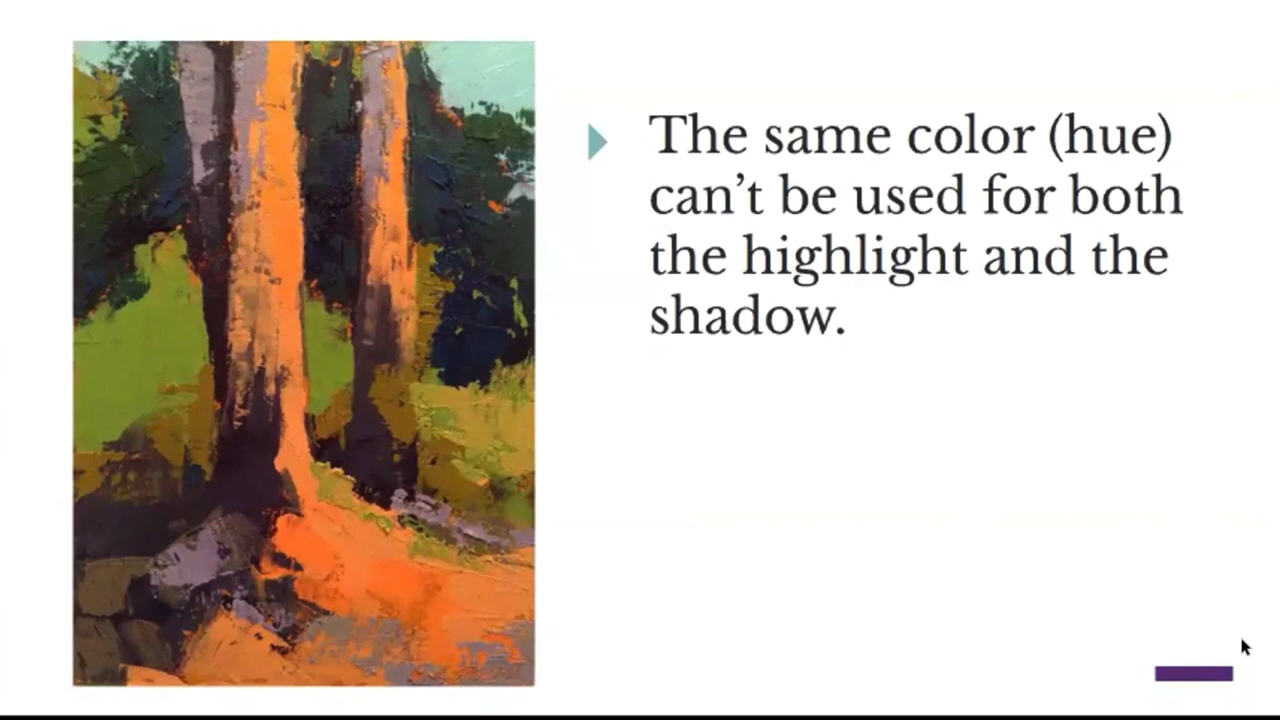 The same color (hue)
can’t be used for both
the highlight and the
shadow.